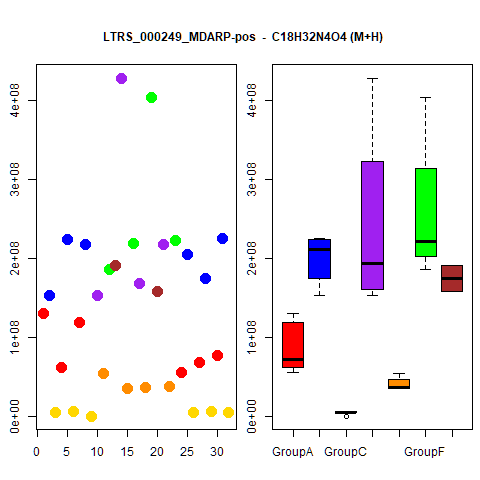 LTRS_000249_MDARP-pos - C18H32N4O4 (M+H)
4e+08
3e+08
2e+08
1e+08
0e+00
0 5 10 15 20 25 30
4e+08
3e+08
2e+08
1e+08
0e+00
GroupA GroupC GroupF